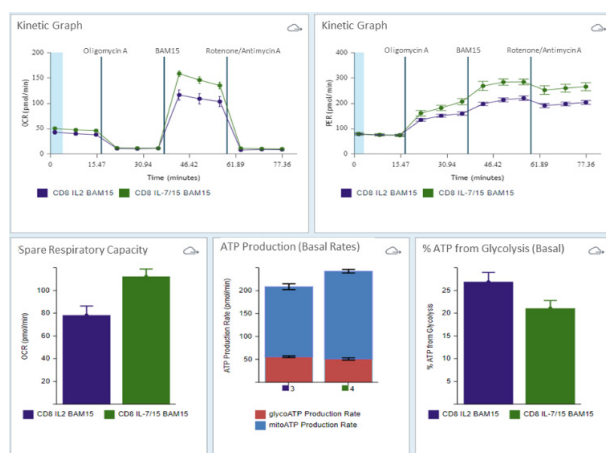 Kinetic Graph
Oligomycin A BAM15 Rotenone/Antimycin A
OCR (pmol/min)
200
150
100
50
0
0 15.47 30.94 46.42 61.89 77.36
Time (minutes)
CD8 IL2 BAM15 CD8 IL-7/15 BAM15
Kinetic Graph
Oligomycin A BAM15 Rotenone/Antimycin A
PER (pmol/min)
400
300
200
100
0
0 15.47 30.94 46.42 61.89 77.36
Time (minutes)
CD8 IL2 BAM15 CD8 IL-7/15 BAM15
Spare Respiratory Capacity
OCR (pmol/min)
100
80
60
40
20
CD8 IL2 BAM15 CD8 IL-7/15 BAM15
ATP Production (Basal Rates)
ATP Production Rate (pmol/min)
200
150
100
50
3 4
glycoATP Production Rate
mitoATP Production Rate
% ATP from Glycolysis (Basal)
% ATP from Glycolysis
25
20
15
10
5
CD8 IL2 BAM15 CD8 IL-7/15 BAM15